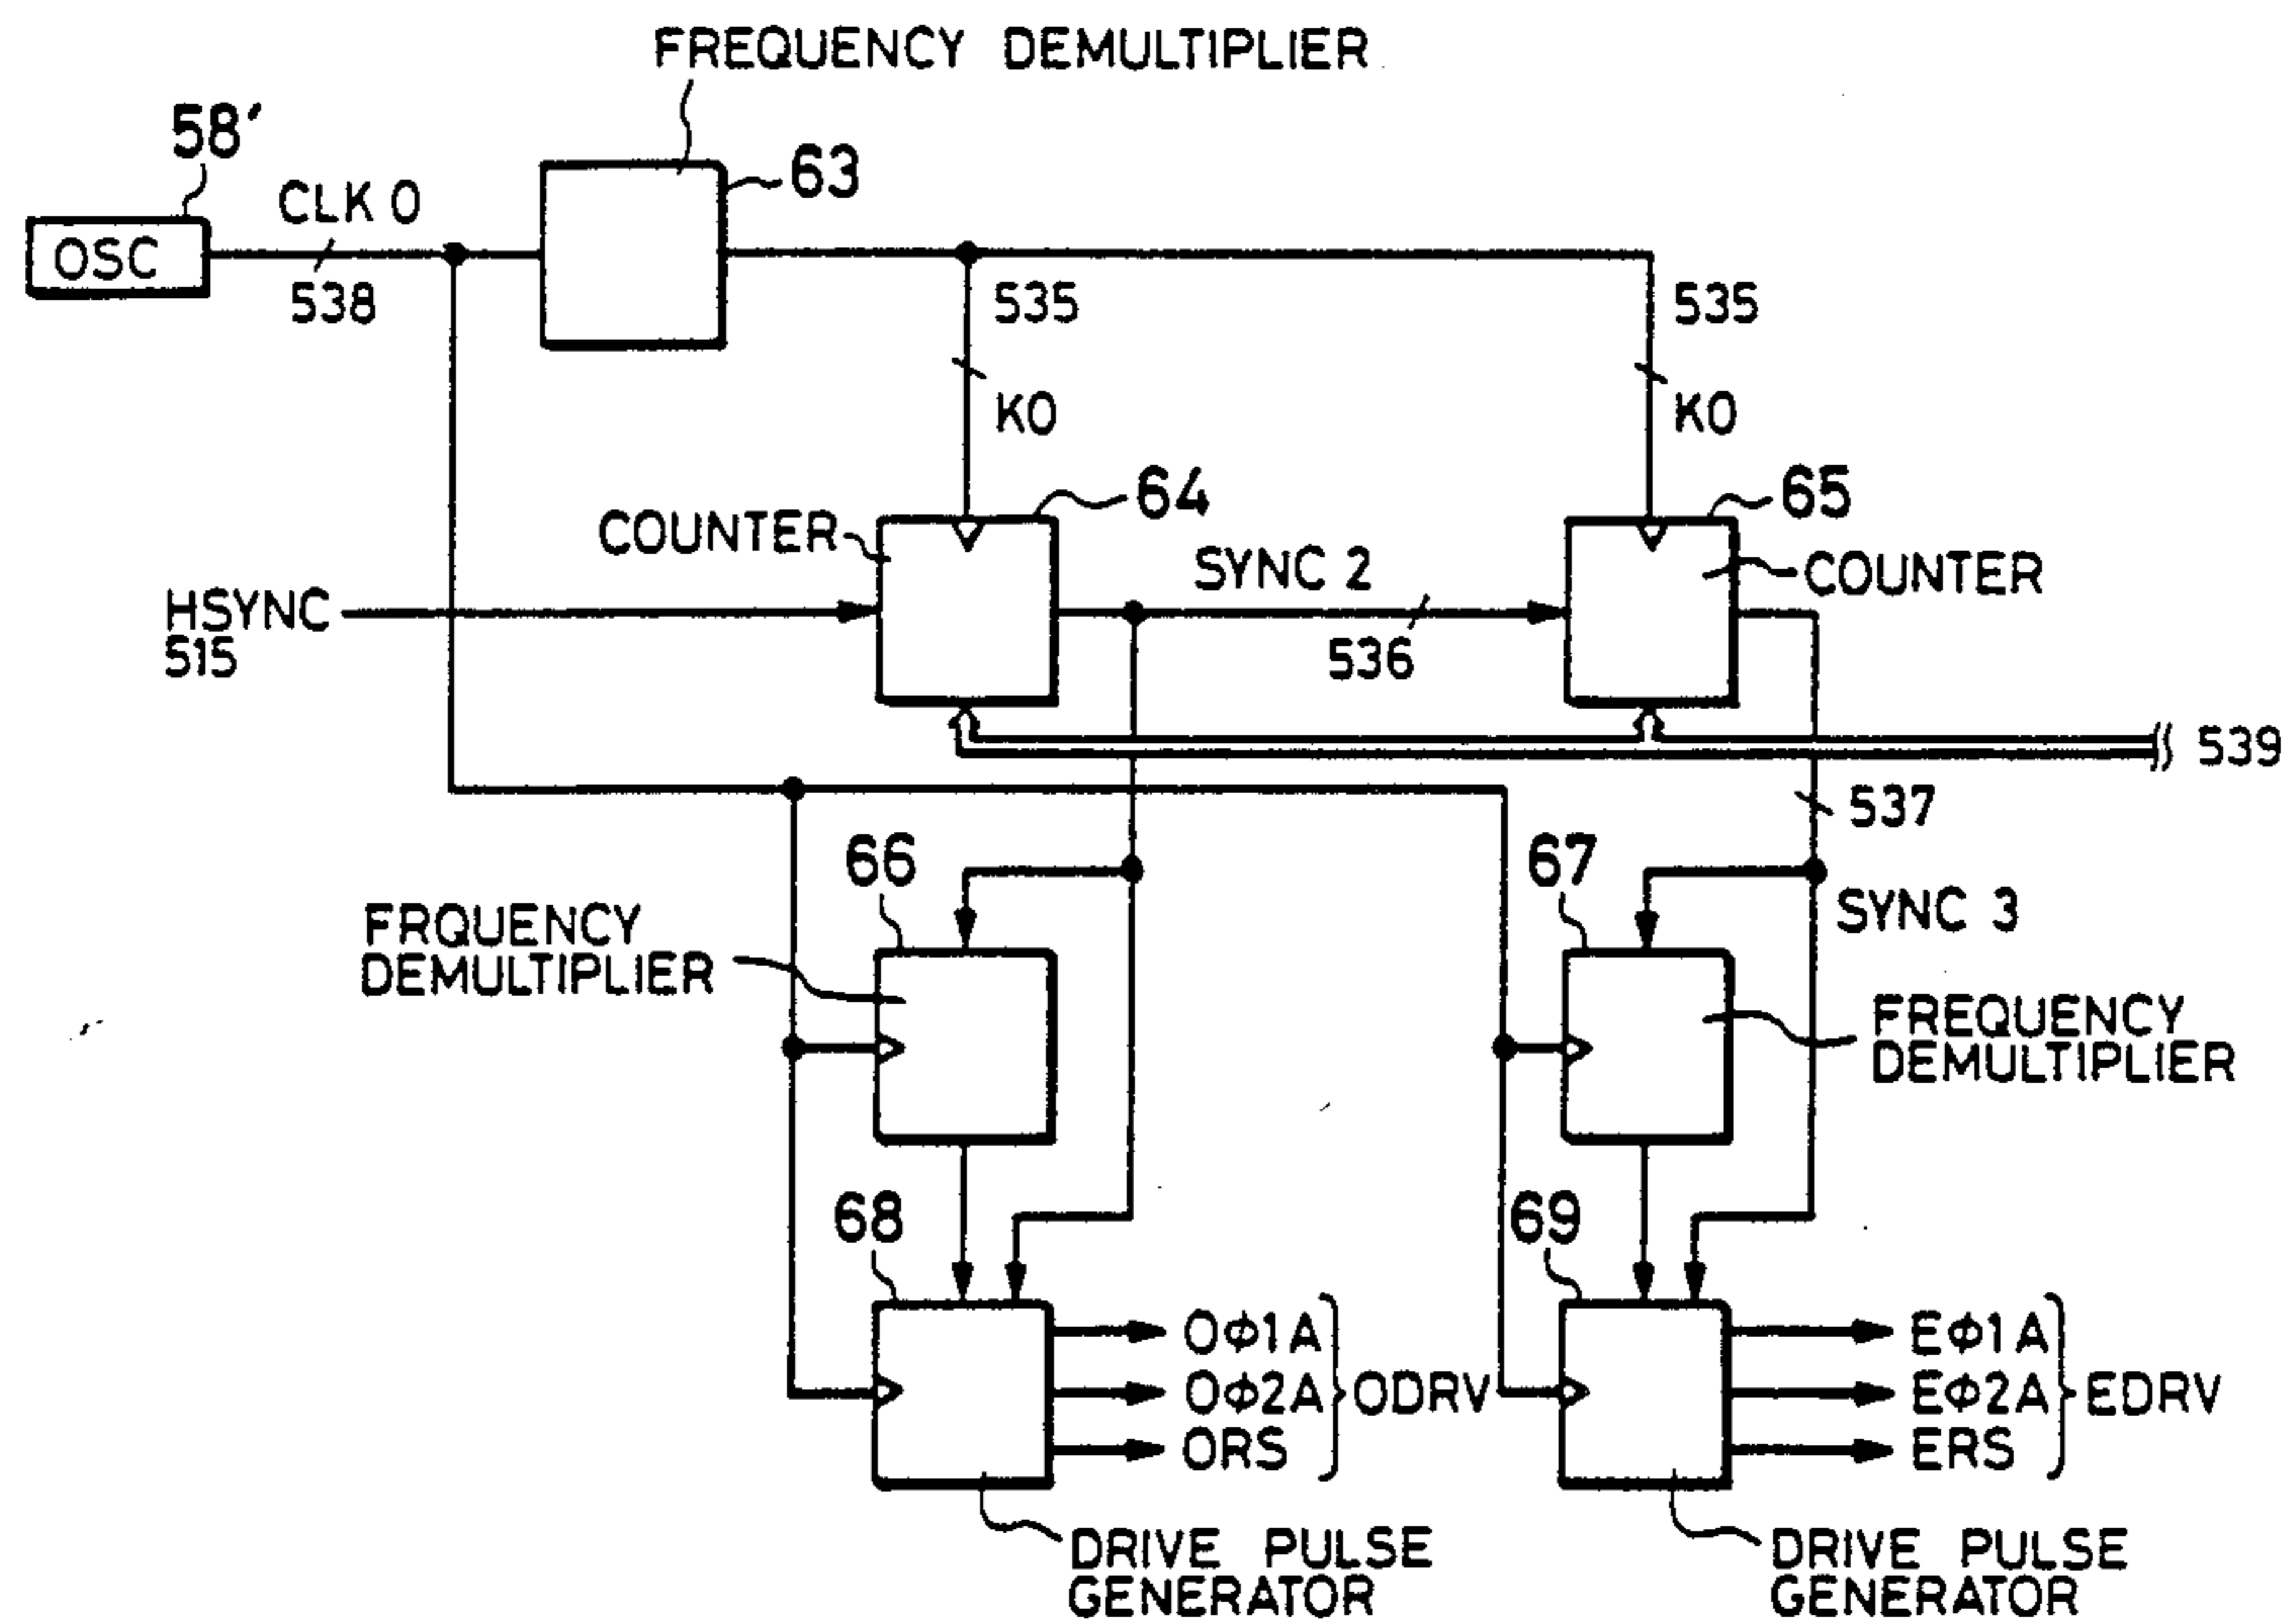 FREQUENCY DEMULTIPLIER
58'
63
CLK 0
OSC
538
535
535
K0
K0
64
65
COUNTER
SYNC 2
COUNTER
HSYNC
515
536
539
537
66
67
FRQUENCY
DEMULTIPLIER
SYNC 3
FREQUENCY
DEMULTIPLIER
68
69
OΦ1A
OΦ2A
ORS
ODRV
EΦ1A
EΦ2A
ERS
EDRV
DRIVE PULSE
GENERATOR
DRIVE PULSE
GENERATOR